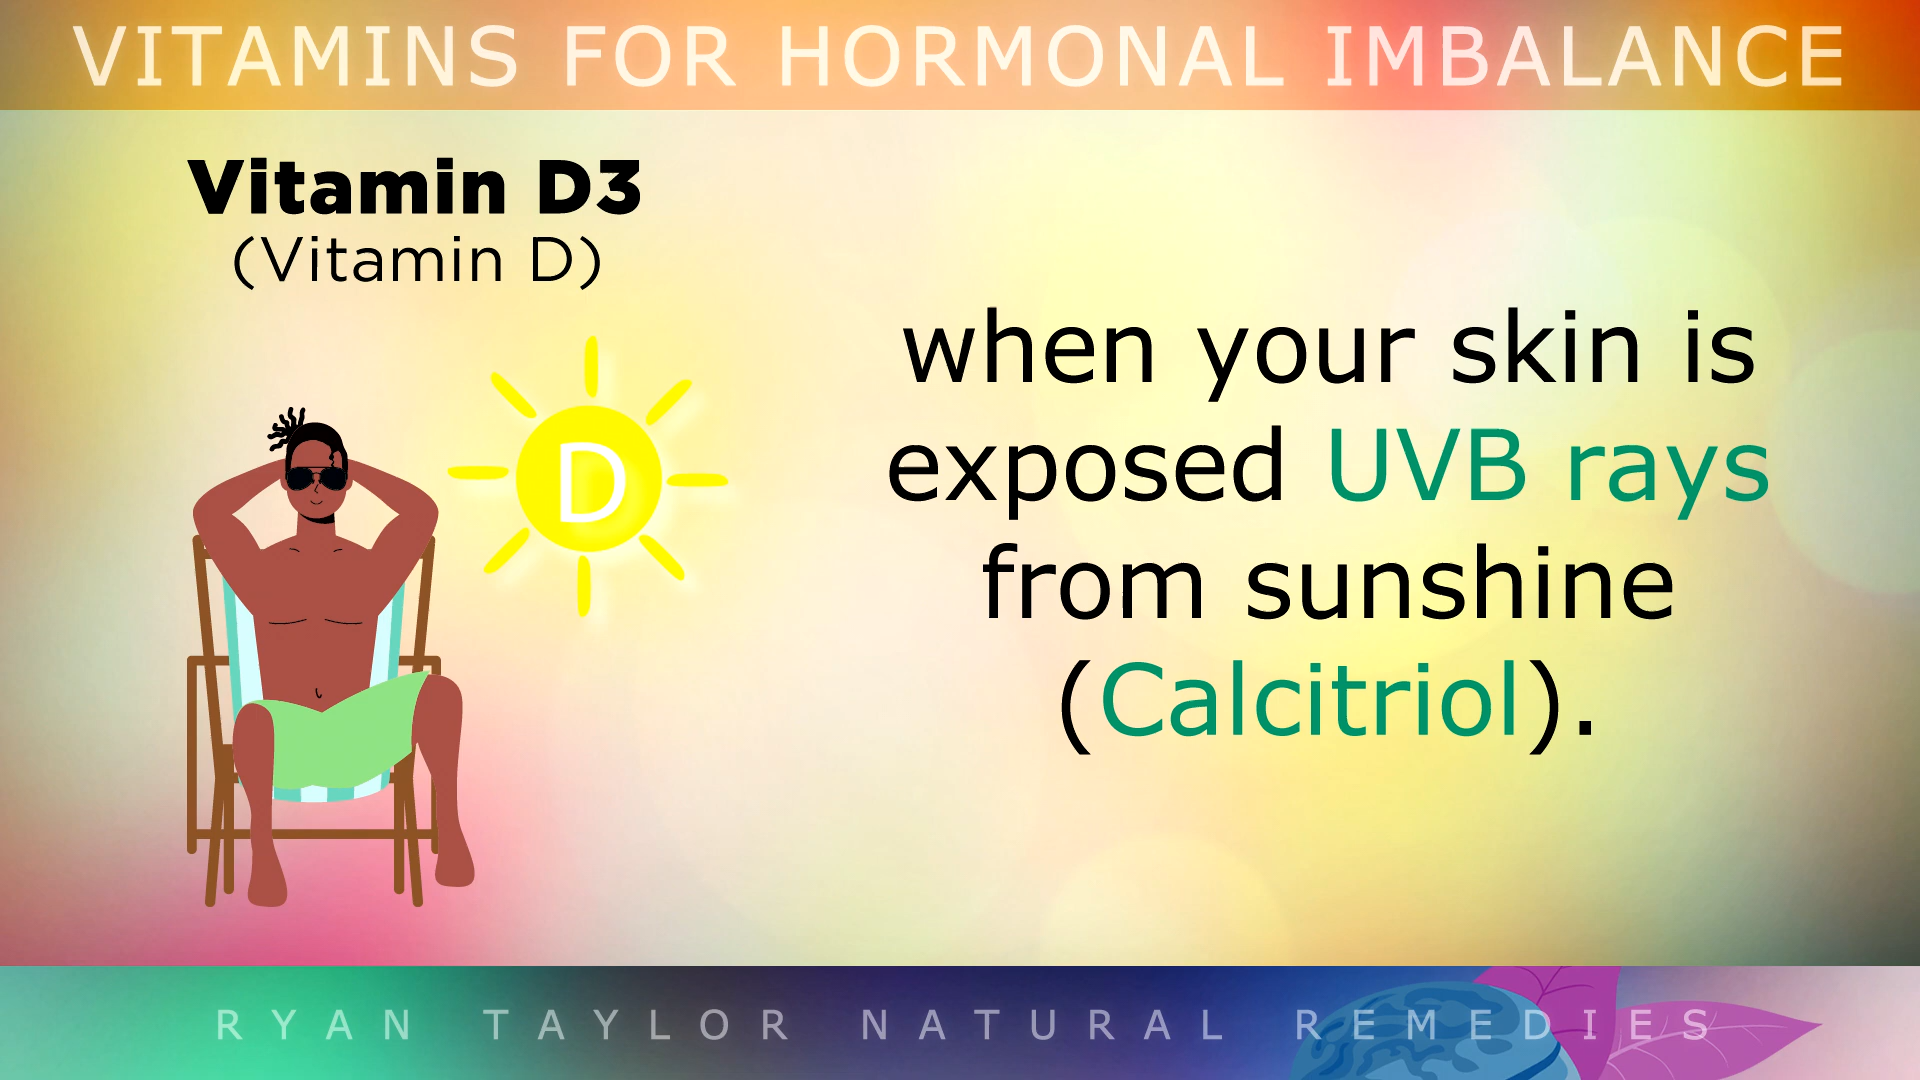 VITAMINS FOR HORMONAL IMBALANCE
Vitamin D3
(Vitamin D)
D
when your skin is
exposed UVB rays
from sunshine
(Calcitriol).
RYAN TAYLOR NATURAL REMEDIES